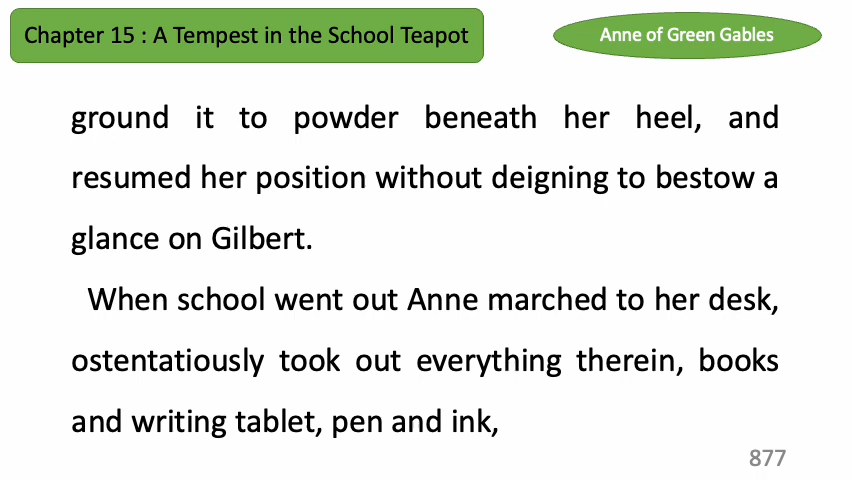 Chapter 15 : A Tempest in the School Teapot
Anne of Green Gables
ground it to powder beneath her heel, and
resumed her position without deigning to bestow a
glance on Gilbert.
When school went out Anne marched to her desk,
ostentatiously took out everything therein, books
and writing tablet, pen and ink,
877